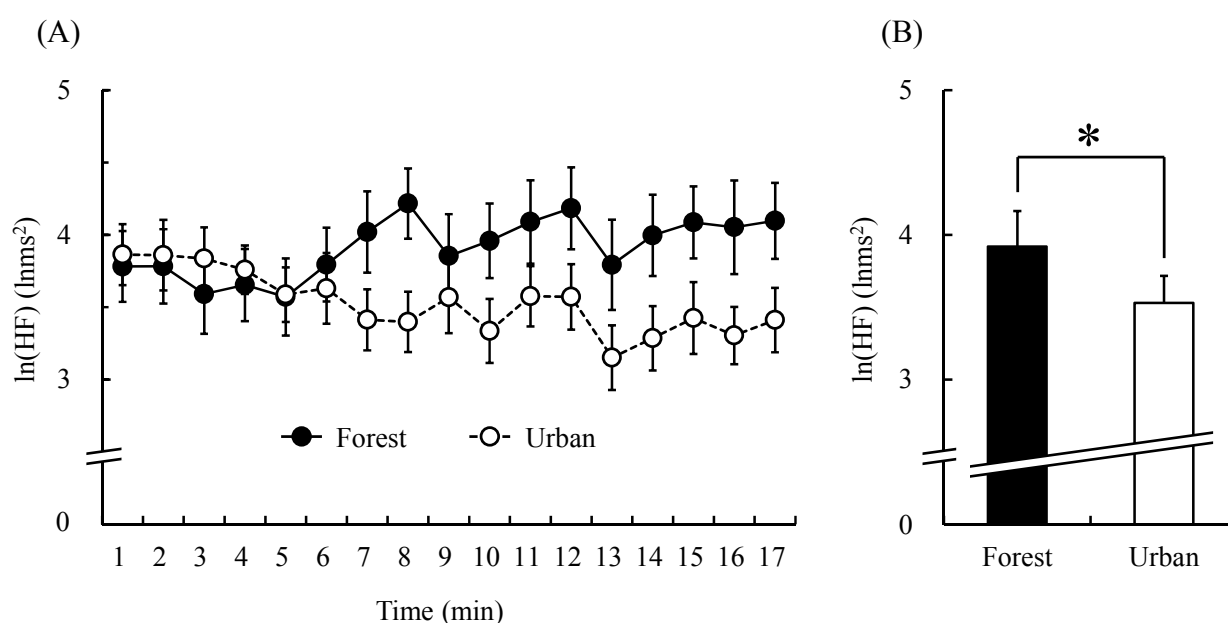 (A)
5
4
3
0
ln(HF) (lnms²)
Forest
Urban
1 2 3 4 5 6 7 8 9 10 11 12 13 14 15 16 17
Time (min)
(B)
5
4
3
0
ln(HF) (lnms²)
*
Forest Urban